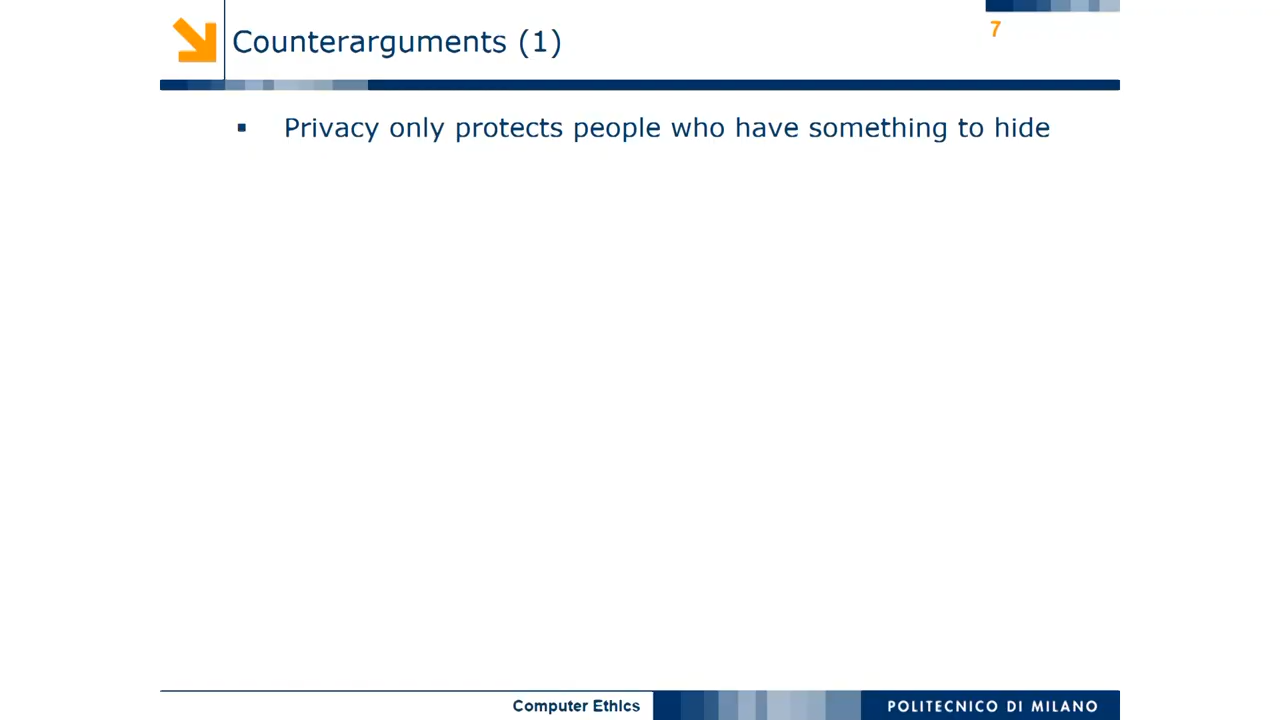 Counterarguments (1)
7
▪ Privacy only protects people who have something to hide
Computer Ethics
POLITECNICO DI MILANO